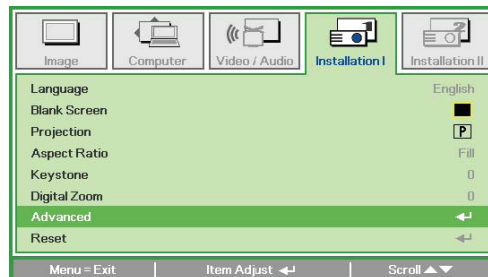 Image Computer Video / Audio Installation I Installation II
Language English
Blank Screen
Projection P
Aspect Ratio Fill
Keystone 0
Digital Zoom 0
Advanced
Reset
Menu = Exit Item Adjust Scroll